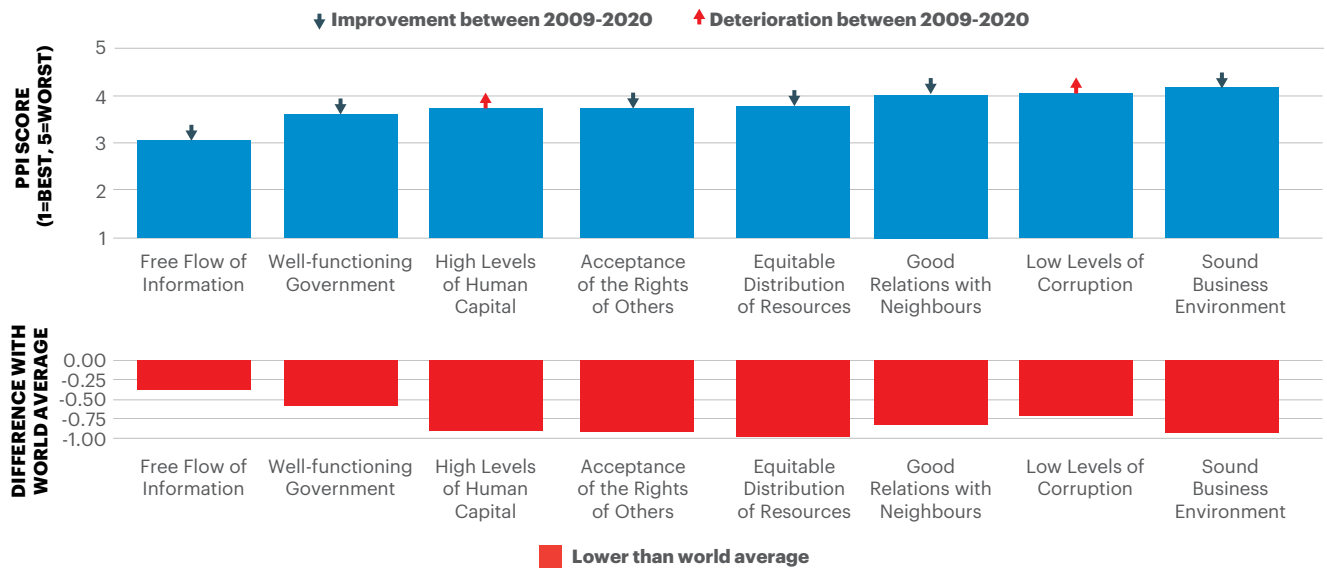 Improvement between 2009-2020
Deterioration between 2009-2020
PPI SCORE
(1=BEST, 5=WORST)
5
4
3
2
1
Free Flow of
Information
Well-functioning
Government
High Levels
of Human
Capital
Acceptance
of the Rights
of Others
Equitable
Distribution
of Resources
Good
Relations with
Neighbours
Low Levels of
Corruption
Sound
Business
Environment
DIFFERENCE WITH
WORLD AVERAGE
0.00
-0.25
-0.50
-0.75
-1.00
Free Flow of
Information
Well-functioning
Government
High Levels
of Human
Capital
Acceptance
of the Rights
of Others
Equitable
Distribution
of Resources
Good
Relations with
Neighbours
Low Levels of
Corruption
Sound
Business
Environment
Lower than world average